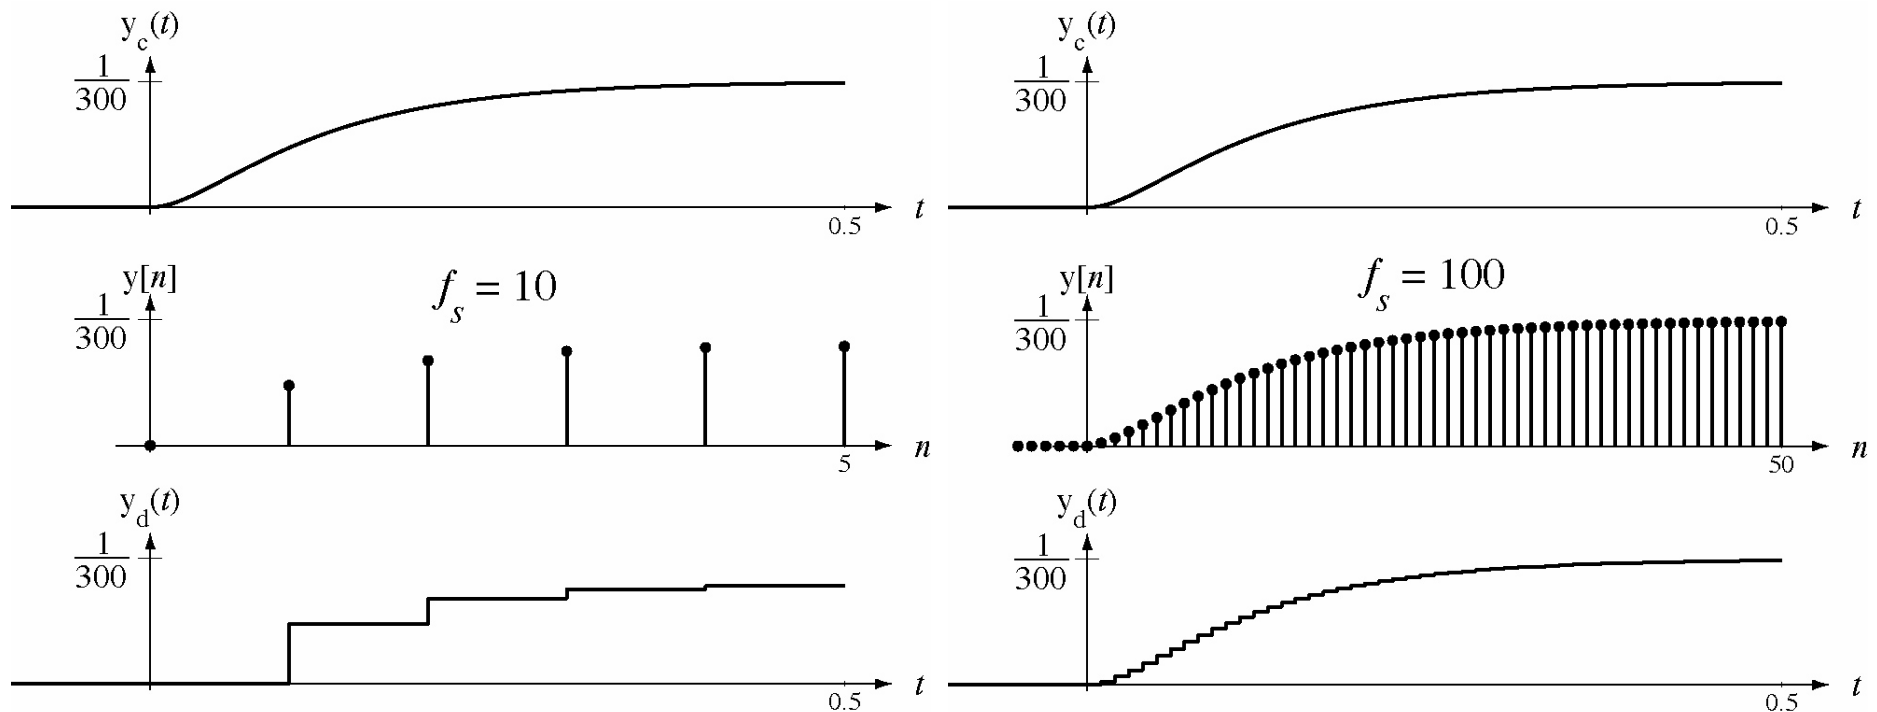 y_c(t)
1
300
t
0.5
y[n]
f_s = 10
1
300
n
5
y_d(t)
1
300
t
0.5
y_c(t)
1
300
t
0.5
y[n]
f_s = 100
1
300
n
50
y_d(t)
1
300
t
0.5